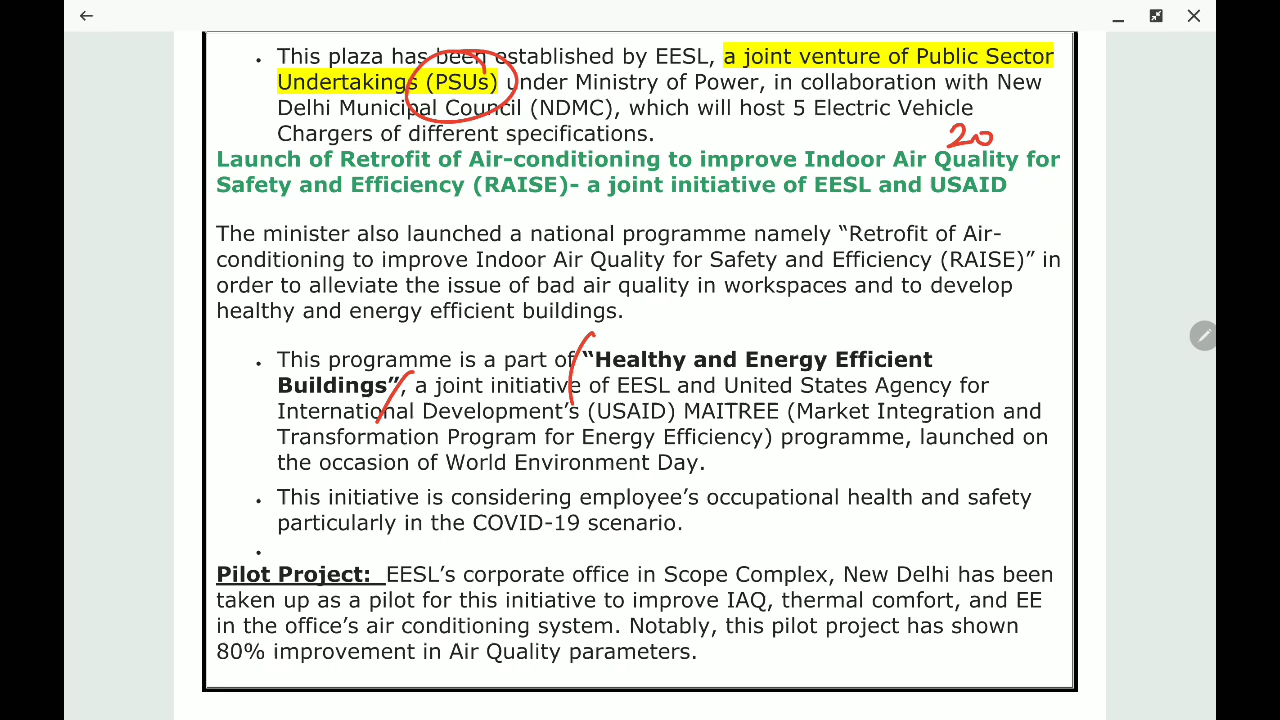 • This plaza has been established by EESL, a joint venture of Public Sector
Undertakings (PSUs) under Ministry of Power, in collaboration with New
Delhi Municipal Council (NDMC), which will host 5 Electric Vehicle
Chargers of different specifications.
20
Launch of Retrofit of Air-conditioning to improve Indoor Air Quality for
Safety and Efficiency (RAISE)- a joint initiative of EESL and USAID
The minister also launched a national programme namely “Retrofit of Air-
conditioning to improve Indoor Air Quality for Safety and Efficiency (RAISE)” in
order to alleviate the issue of bad air quality in workspaces and to develop
healthy and energy efficient buildings.
• This programme is a part of “Healthy and Energy Efficient
Buildings”, a joint initiative of EESL and United States Agency for
International Development’s (USAID) MAITREE (Market Integration and
Transformation Program for Energy Efficiency) programme, launched on
the occasion of World Environment Day.
• This initiative is considering employee’s occupational health and safety
particularly in the COVID-19 scenario.
•
Pilot Project: EESL’s corporate office in Scope Complex, New Delhi has been
taken up as a pilot for this initiative to improve IAQ, thermal comfort, and EE
in the office’s air conditioning system. Notably, this pilot project has shown
80% improvement in Air Quality parameters.